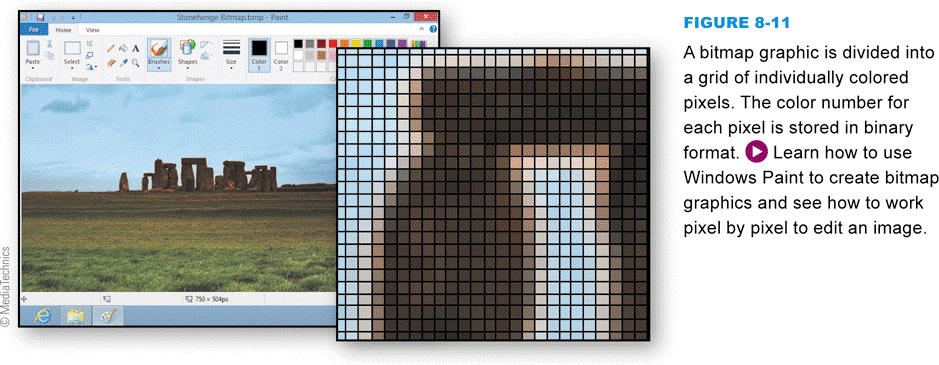 Stonehenge Bitmap.bmp - Paint
File Home View
Paste Select Brushes Shapes Size Color 1 Color 2
Clipboard Image Tools Shapes
750 × 504px
© MediaTechnics
FIGURE 8-11
A bitmap graphic is divided into
a grid of individually colored
pixels. The color number for
each pixel is stored in binary
format. Learn how to use
Windows Paint to create bitmap
graphics and see how to work
pixel by pixel to edit an image.